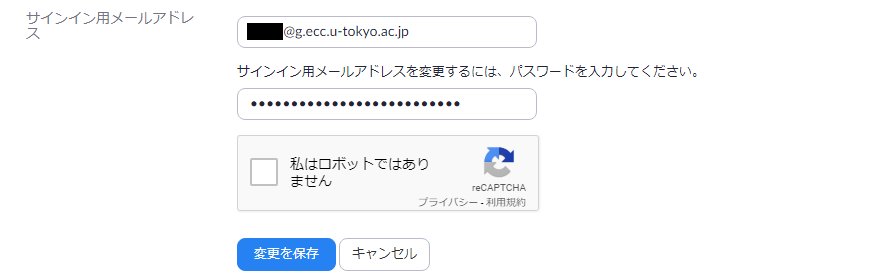 サインイン用メールアドレ
ス
@g.ecc.u-tokyo.ac.jp
サインイン用メールアドレスを変更するには、パスワードを入力してください。
••••••••••••••••••••••••••
私はロボットではあり
ません
reCAPTCHA
プライバシー - 利用規約
変更を保存
キャンセル